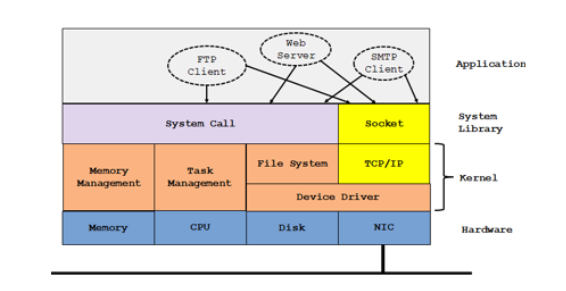 FTP
Client
Web
Server
SMTP
Client
Application
System Call
Socket
System
Library
Memory
Management
Task
Management
File System
TCP/IP
Device Driver
Kernel
Memory
CPU
Disk
NIC
Hardware